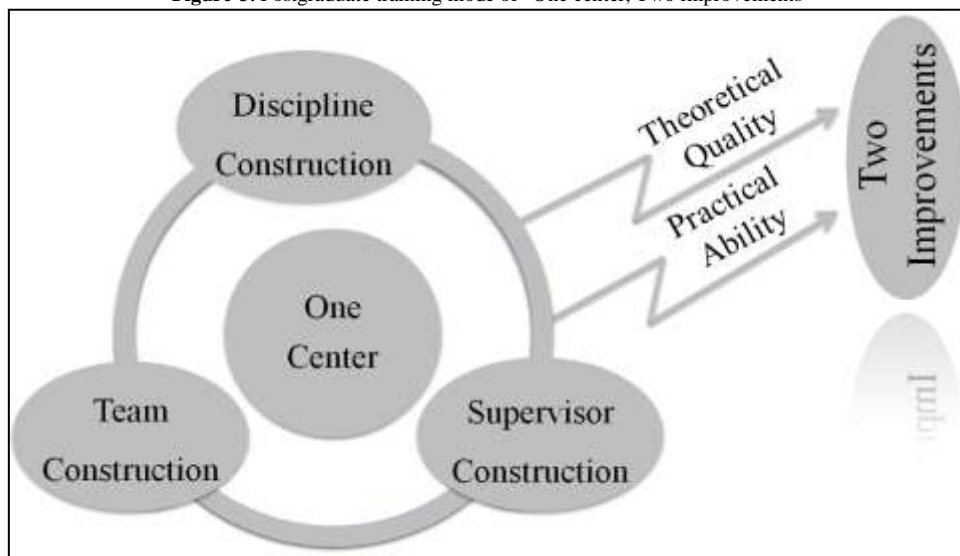 Discipline
Construction
One
Center
Team
Construction
Supervisor
Construction
Theoretical
Quality
Practical
Ability
Two
Improvements